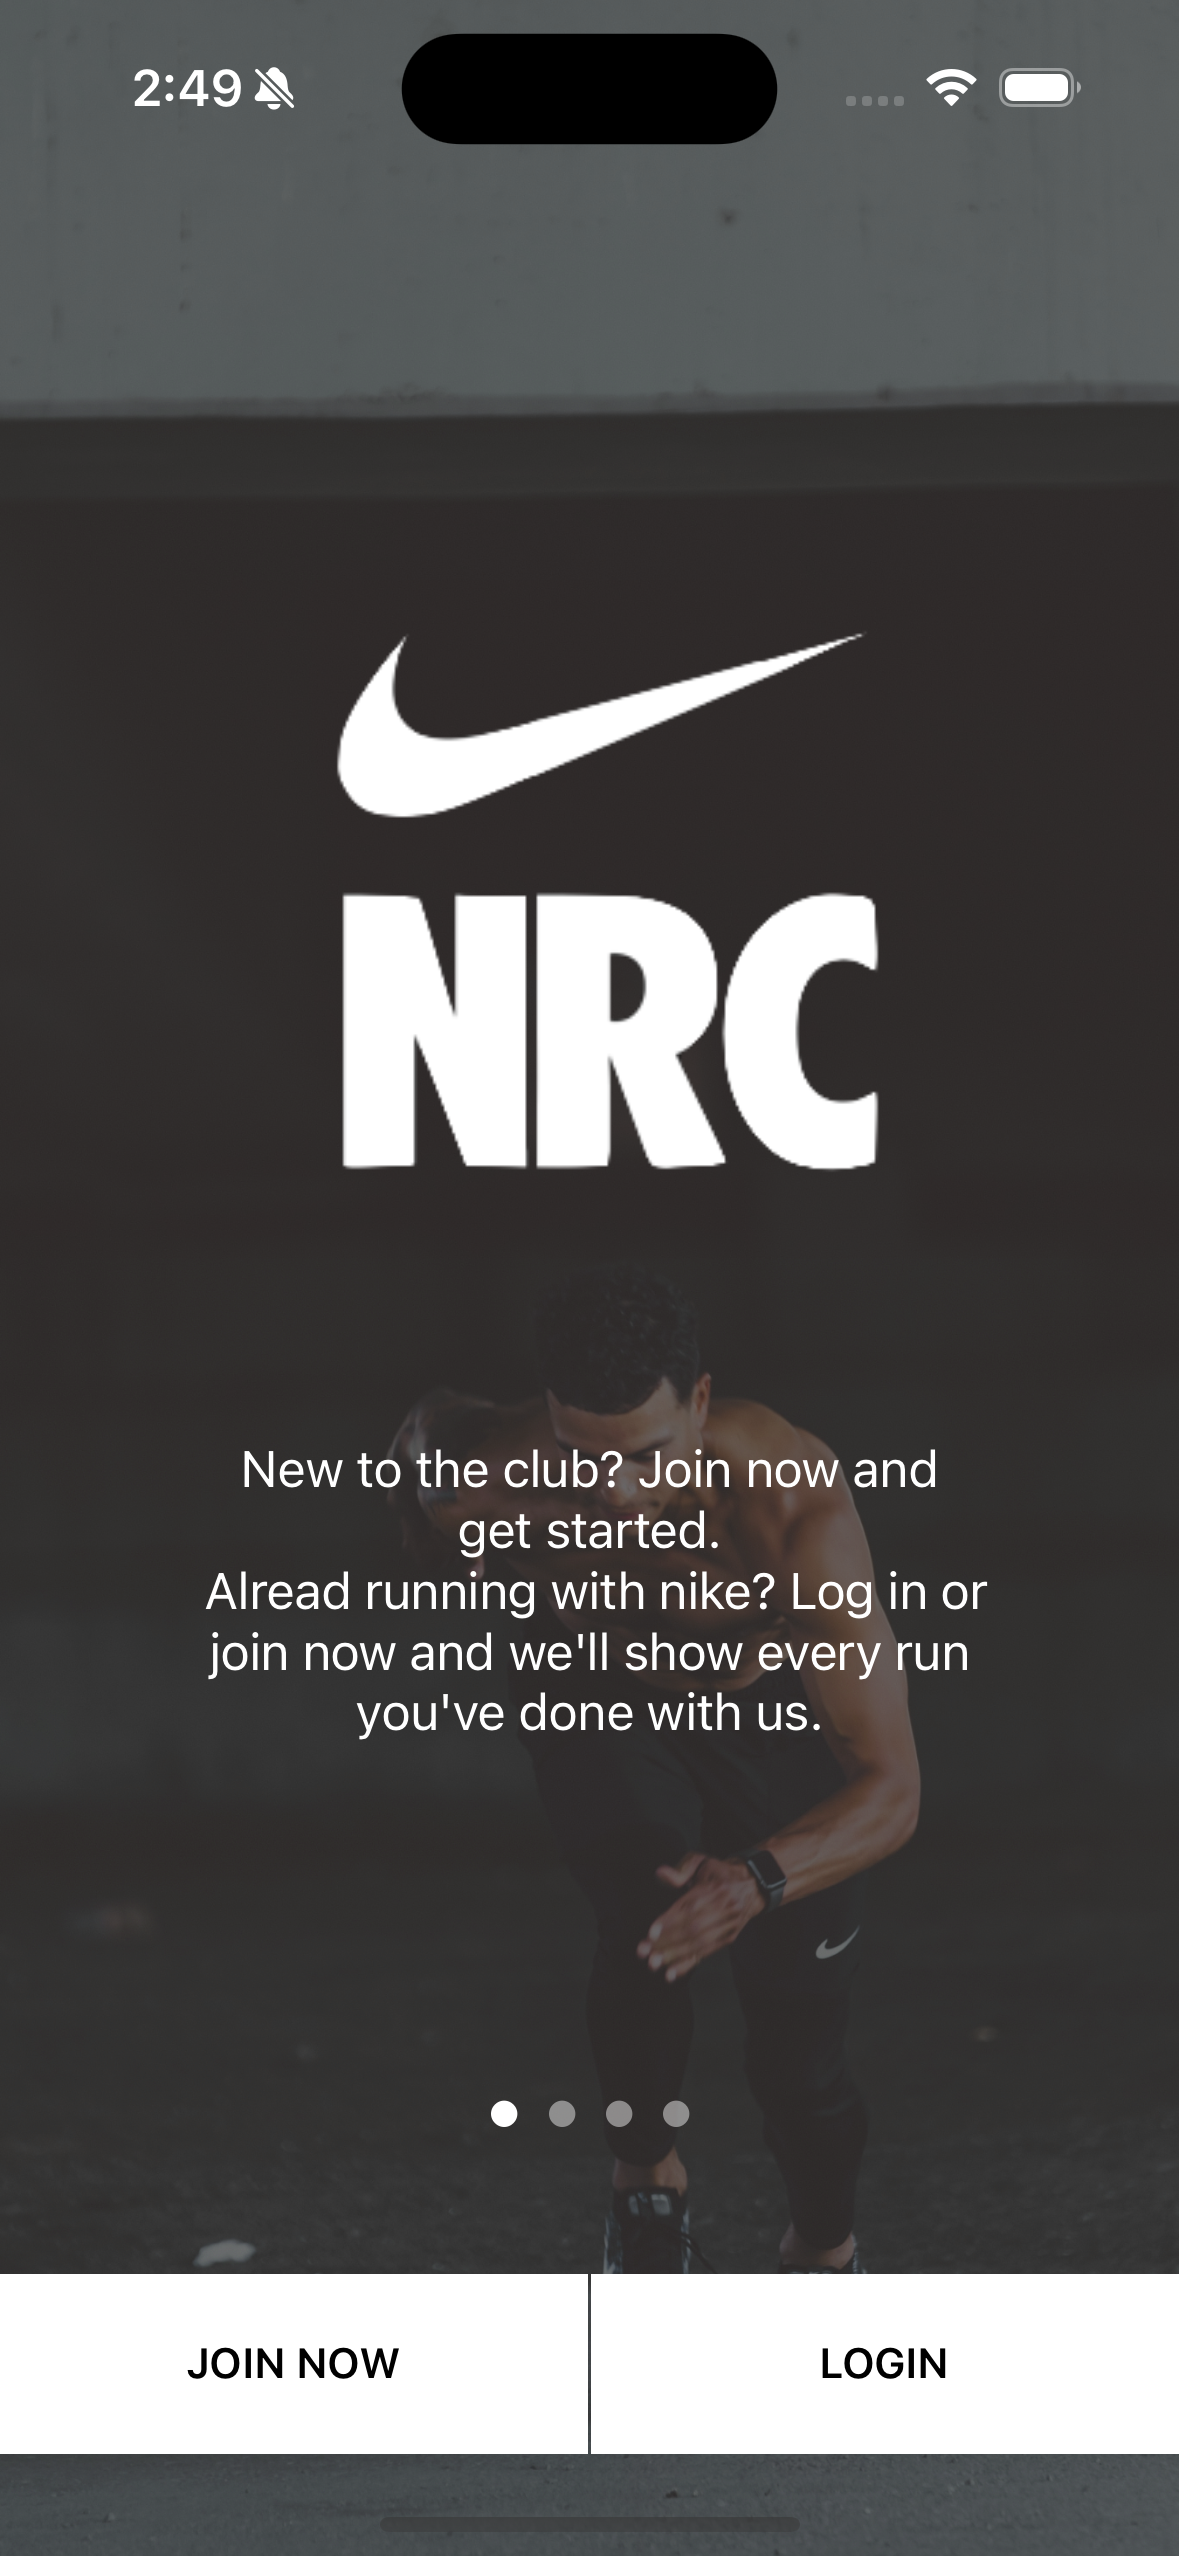 2:49
NRC
New to the club? Join now and
get started.
Alread running with nike? Log in or
join now and we'll show every run
you've done with us.
JOIN NOW
LOGIN